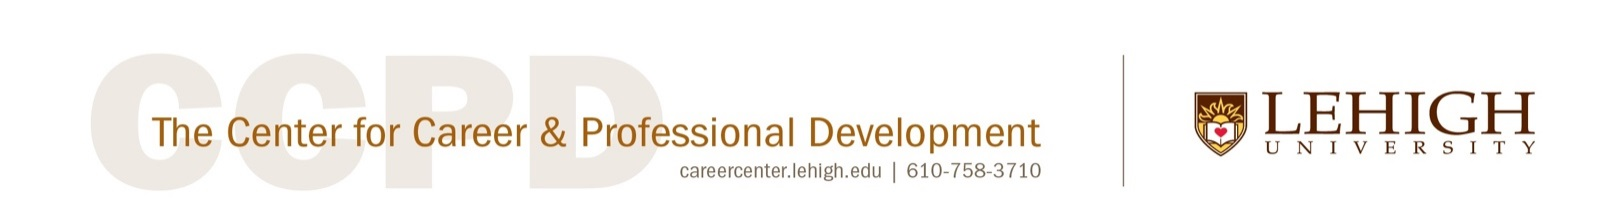 CCPD
The Center for Career & Professional Development
careercenter.lehigh.edu | 610-758-3710
LEHIGH
UNIVERSITY